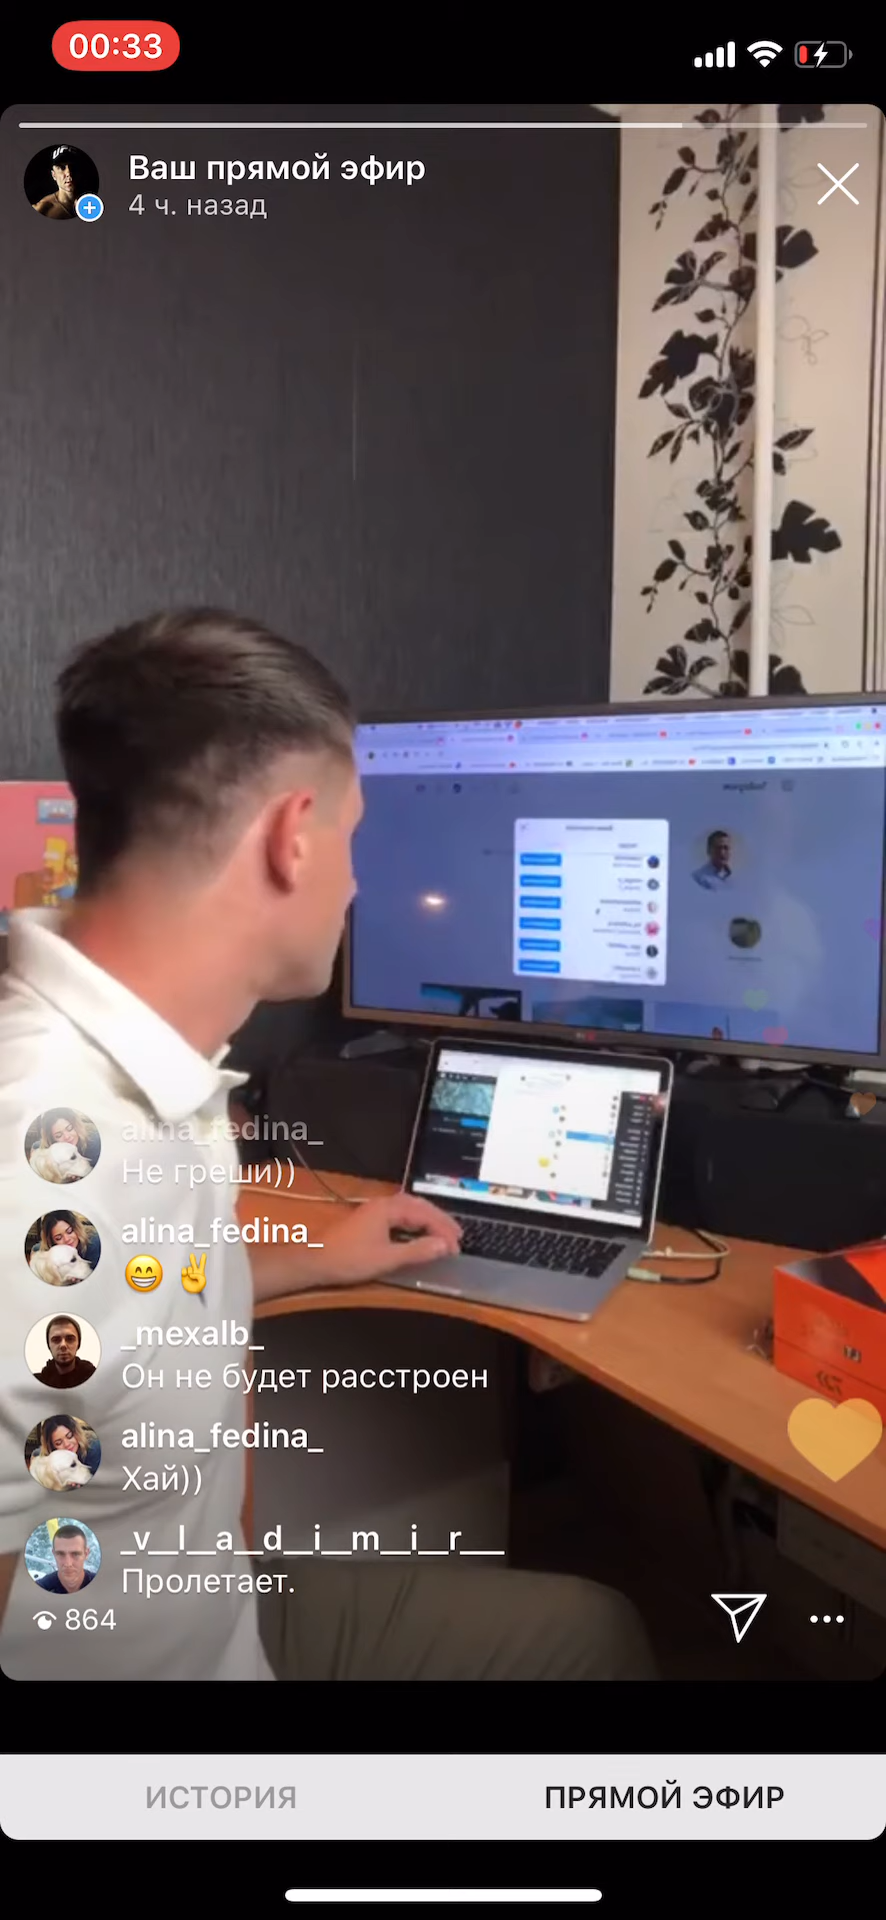 00:33
Ваш прямой эфир
4 ч. назад
alina_fedina_
Не греши))
alina_fedina_
😁 ✌️
_mexalb_
Он не будет расстроен
alina_fedina_
Хай))
_v__l__a__d__i__m__i__r___
Пролетает.
864
ИСТОРИЯ
ПРЯМОЙ ЭФИР